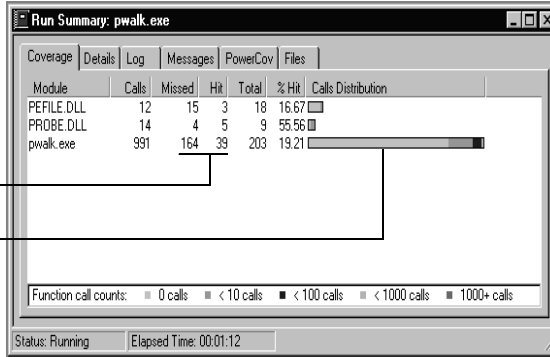 Run Summary: pwalk.exe
Coverage Details Log Messages PowerCov Files
Module Calls Missed Hit Total % Hit Calls Distribution
PEFILE.DLL 12 15 3 18 16.67
PROBE.DLL 14 4 5 9 55.56
pwalk.exe 991 164 39 203 19.21
Function call counts: 0 calls < 10 calls < 100 calls < 1000 calls 1000+ calls
Status: Running Elapsed Time: 00:01:12